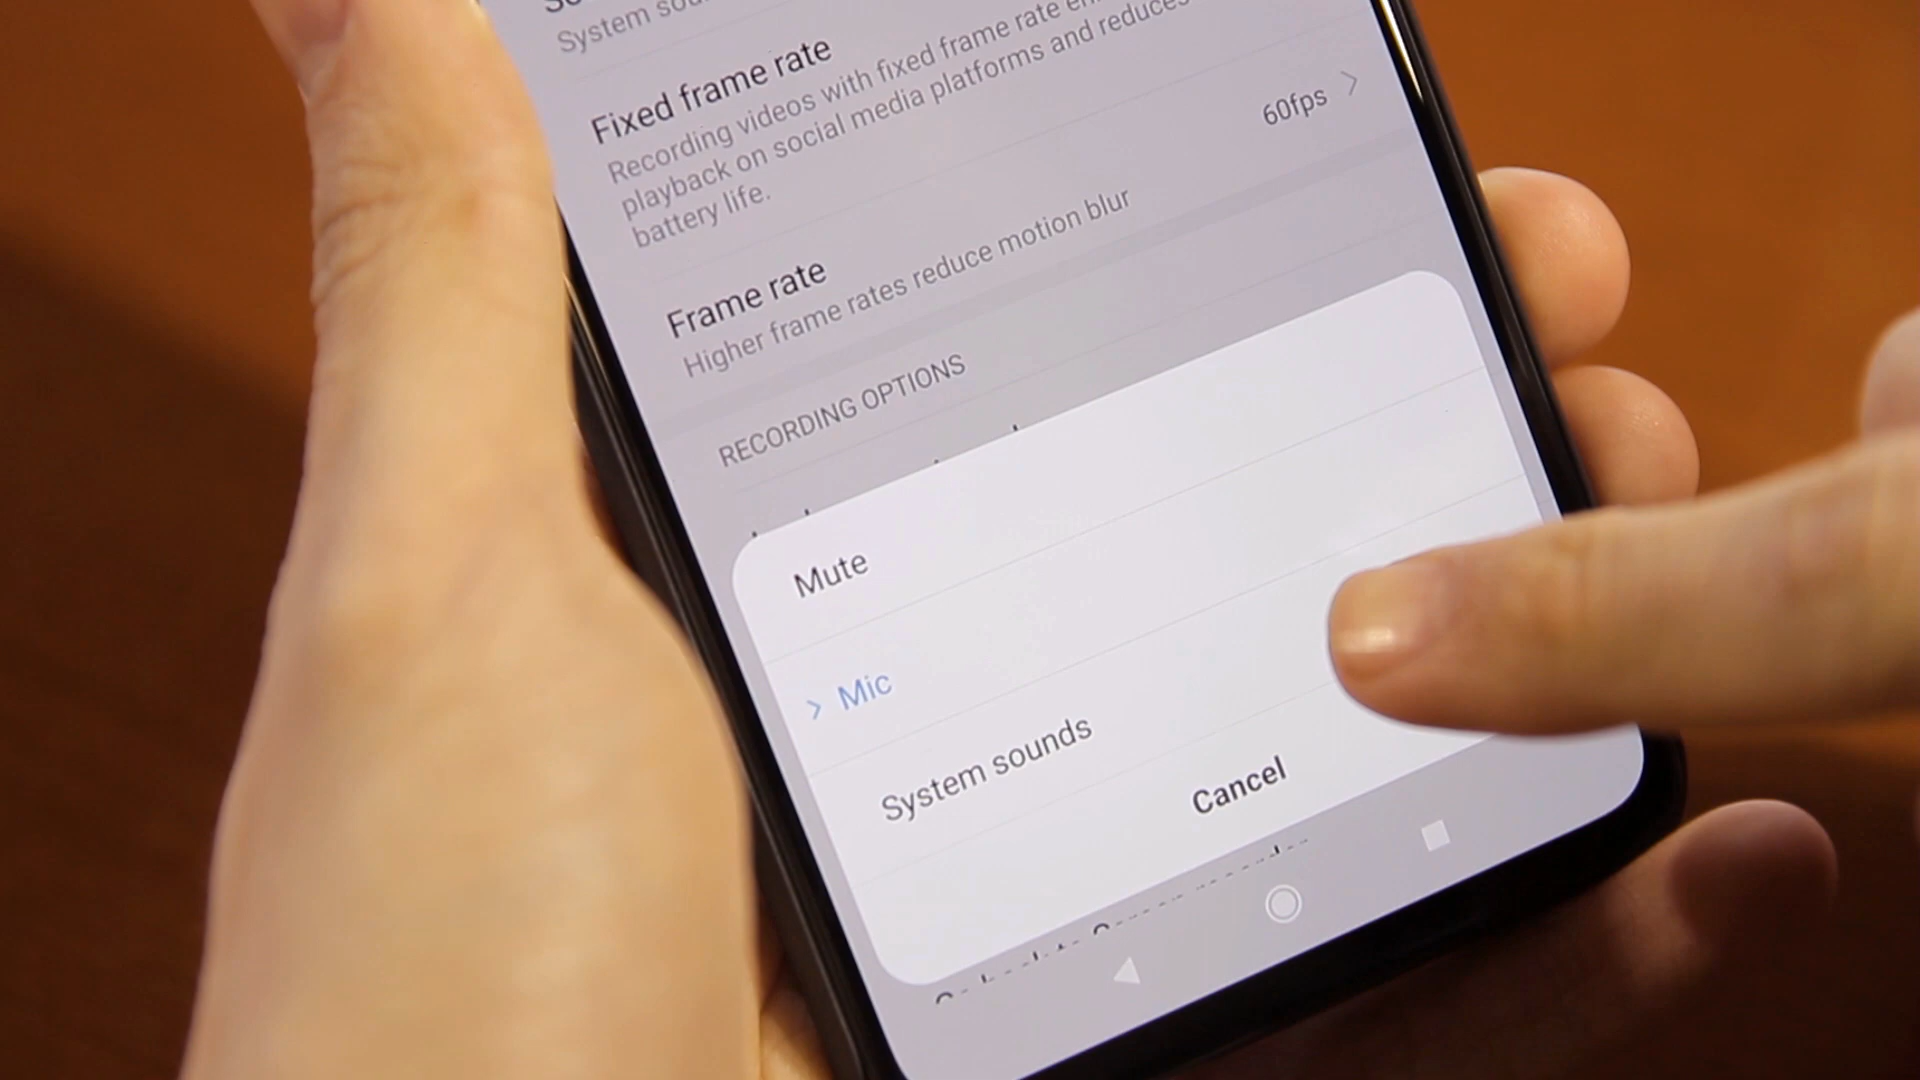 System
Fixed frame rate
Recording videos with fixed frame rate
playback on social media platforms and reduces
battery life.
60fps
Frame rate
Higher frame rates reduce motion blur
RECORDING OPTIONS
Mute
Mic
System sounds
Cancel